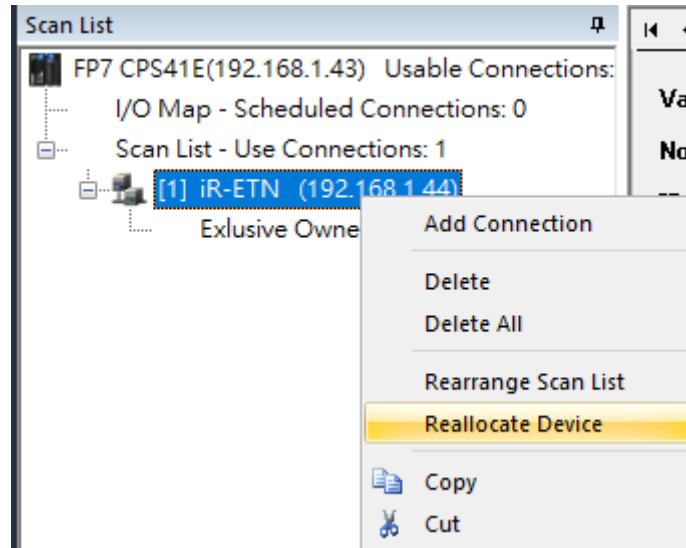 Scan List
FP7 CPS41E(192.168.1.43) Usable Connections:
I/O Map - Scheduled Connections: 0
Scan List - Use Connections: 1
[1] iR-ETN (192.168.1.44)
Exlusive Owne
Add Connection
Delete
Delete All
Rearrange Scan List
Reallocate Device
Copy
Cut
Va
No